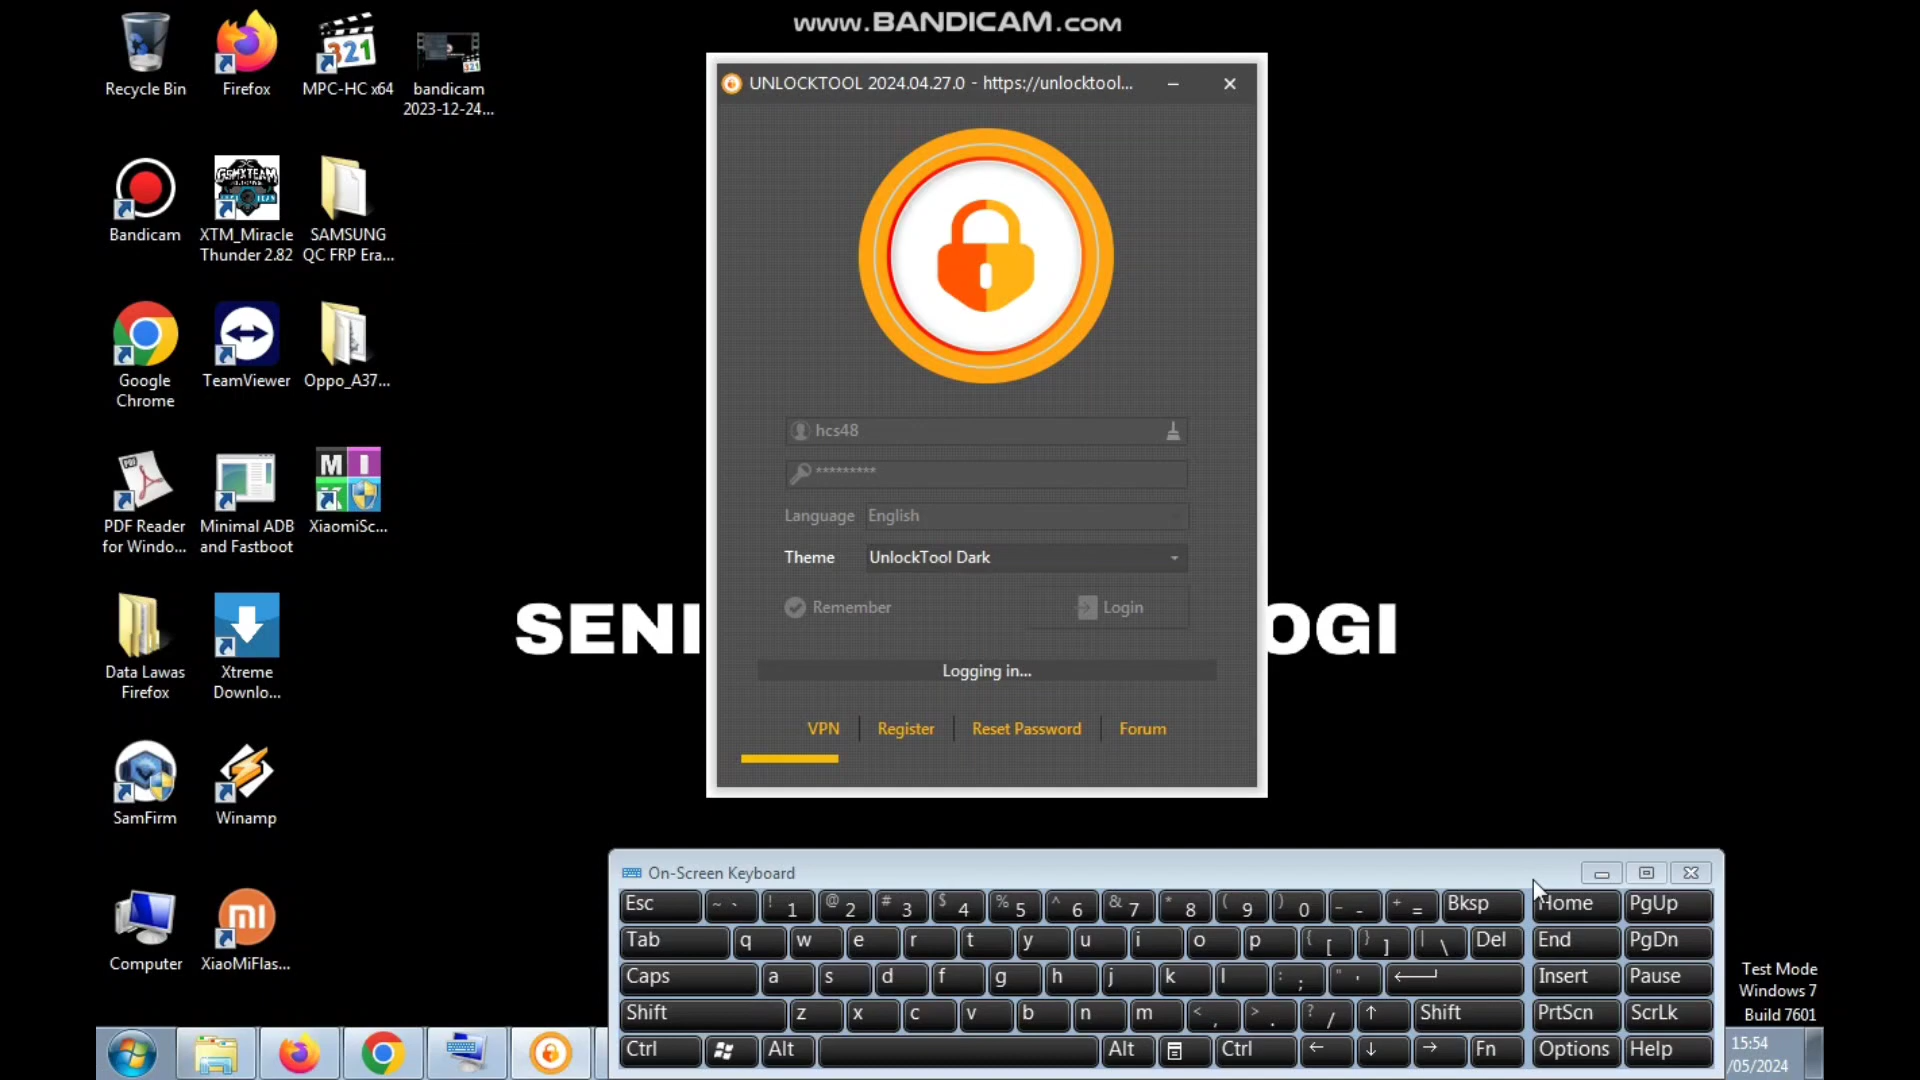 www.BANDICAM.com
Recycle Bin
Firefox
MPC-HC x64
bandicam
2023-12-24...
Bandicam
XTM_Miracle
Thunder 2.82
SAMSUNG
QC FRP Era...
Google
Chrome
TeamViewer
Oppo_A37...
PDF Reader
for Windo...
Minimal ADB
and Fastboot
XiaomiSc...
Data Lawas
Firefox
Xtreme
Downlo...
SamFirm
Winamp
Computer
XiaoMiFlas...
UNLOCKTOOL 2024.04.27.0 - https://unlocktool...
hcs48
*********
Language English
Theme UnlockTool Dark
Remember Login
SENI OGI
Logging in...
VPN Register Reset Password Forum
On-Screen Keyboard
Esc ~ ` ! 1 @ 2 # 3 $ 4 % 5 ^ 6 & 7 * 8 ( 9 ) 0 _ - + = Bksp Home PgUp
Tab q w e r t y u i o p { [ } ] | \ Del End PgDn
Caps a s d f g h j k l : ; " ' Insert Pause
Shift z x c v b n m < , > . ? / ↑ Shift PrtScn ScrLk
Ctrl Alt Alt Ctrl ← ↓ → Fn Options Help
Test Mode
Windows 7
Build 7601
15:54
/05/2024